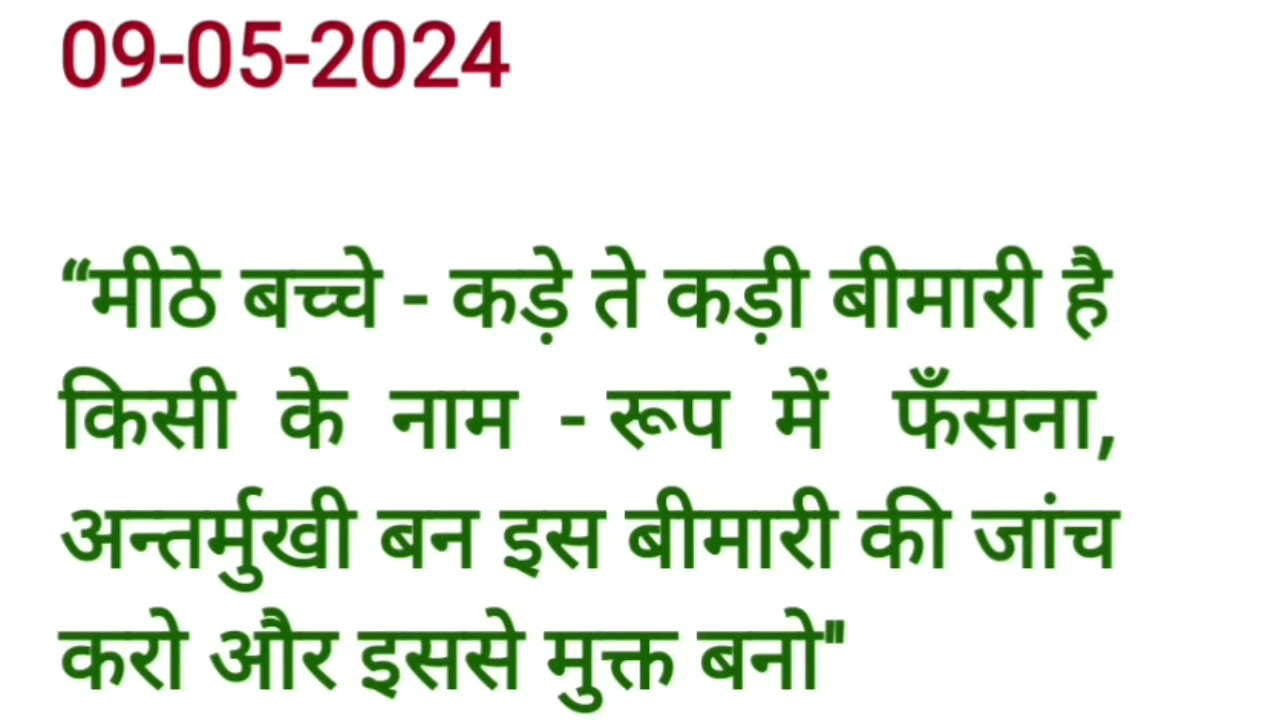 09-05-2024
“मीठे बच्चे - कड़े ते कड़ी बीमारी है
किसी के नाम - रूप में फँसना,
अन्तर्मुखी बन इस बीमारी की जांच
करो और इससे मुक्त बनो"